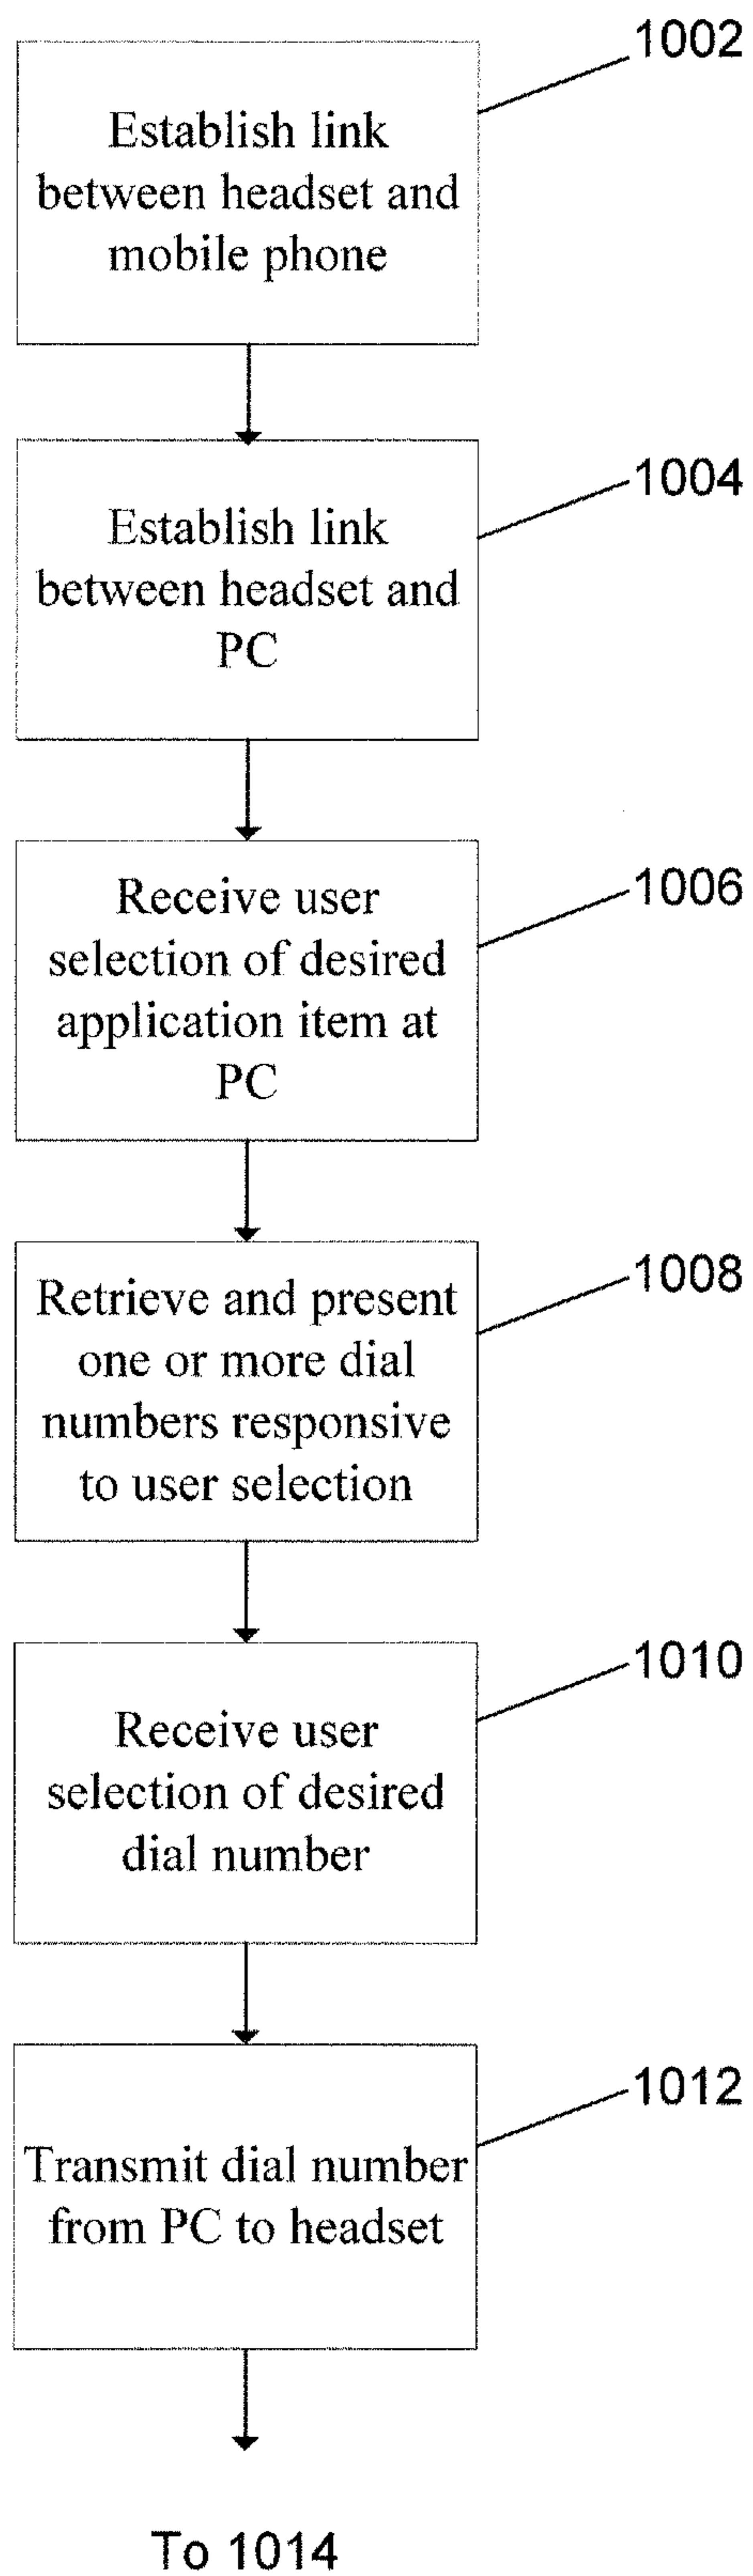 1002
Establish link
between headset and
mobile phone
1004
Establish link
between headset and
PC
1006
Receive user
selection of desired
application item at
PC
1008
Retrieve and present
one or more dial
numbers responsive
to user selection
1010
Receive user
selection of desired
dial number
1012
Transmit dial number
from PC to headset
To 1014